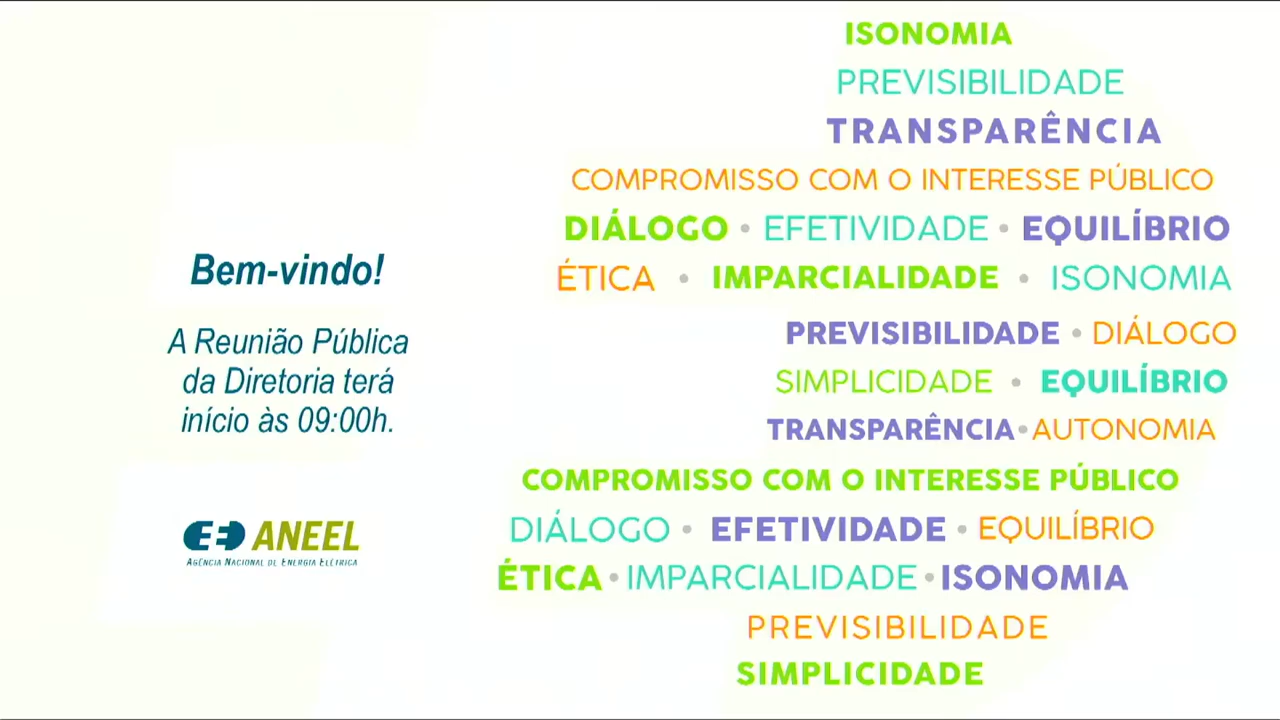 Bem-vindo!
A Reunião Pública
da Diretoria terá
início às 09:00h.
ANEEL
AGÊNCIA NACIONAL DE ENERGIA ELÉTRICA
ISONOMIA
PREVISIBILIDADE
TRANSPARÊNCIA
COMPROMISSO COM O INTERESSE PÚBLICO
DIÁLOGO • EFETIVIDADE • EQUILÍBRIO
ÉTICA • IMPARCIALIDADE • ISONOMIA
PREVISIBILIDADE • DIÁLOGO
SIMPLICIDADE • EQUILÍBRIO
TRANSPARÊNCIA • AUTONOMIA
COMPROMISSO COM O INTERESSE PÚBLICO
DIÁLOGO • EFETIVIDADE • EQUILÍBRIO
ÉTICA • IMPARCIALIDADE • ISONOMIA
PREVISIBILIDADE
SIMPLICIDADE